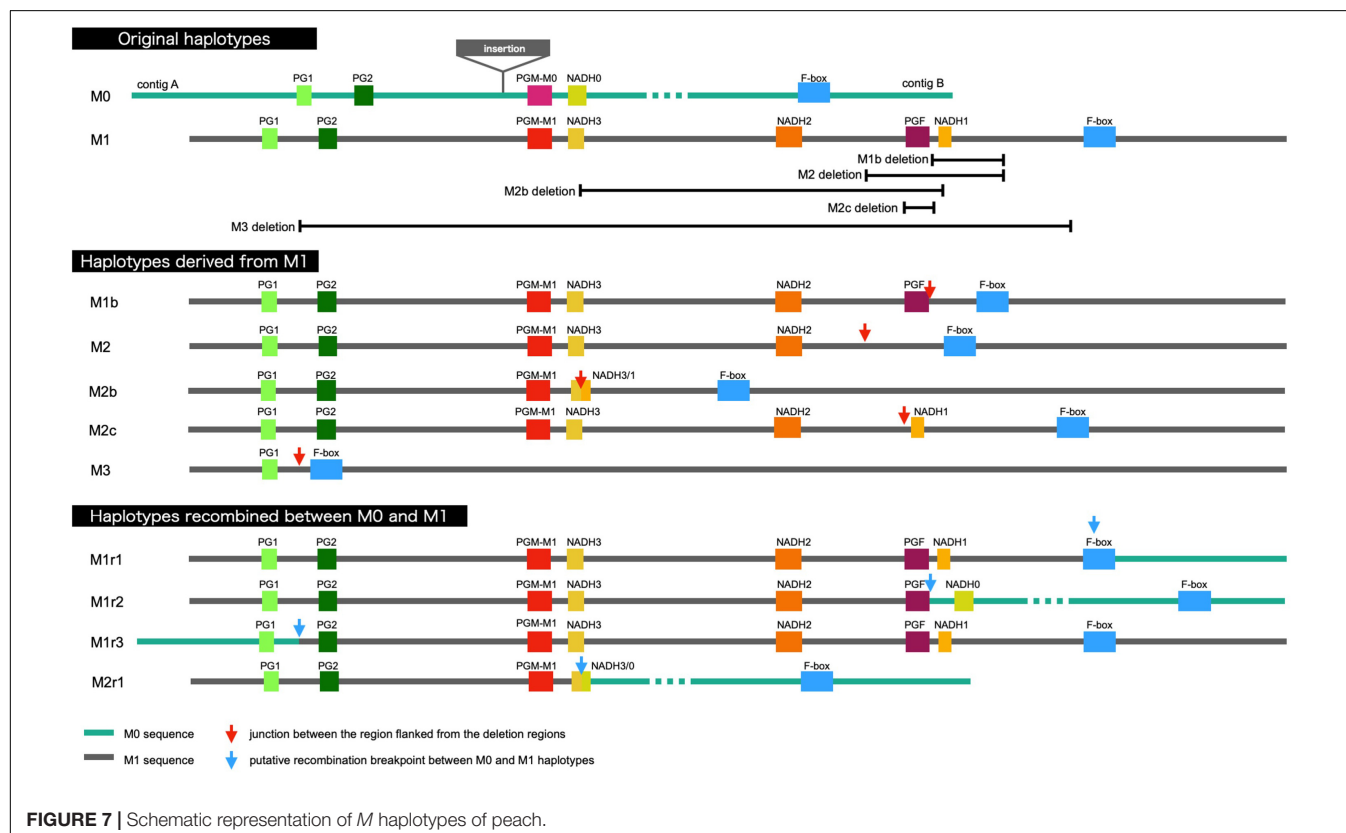 Original haplotypes
insertion
contig A PG1 PG2 PGM-M0 NADH0 F-box contig B
M0
PG1 PG2 PGM-M1 NADH3 NADH2 PGF NADH1 F-box
M1
M1b deletion
M2 deletion
M2b deletion
M2c deletion
M3 deletion
Haplotypes derived from M1
PG1 PG2 PGM-M1 NADH3 NADH2 PGF F-box
M1b
PG1 PG2 PGM-M1 NADH3 NADH2 F-box
M2
PG1 PG2 PGM-M1 NADH3/1 F-box
M2b
PG1 PG2 PGM-M1 NADH3 NADH2 NADH1 F-box
M2c
PG1 F-box
M3
Haplotypes recombined between M0 and M1
PG1 PG2 PGM-M1 NADH3 NADH2 PGF NADH1 F-box
M1r1
PG1 PG2 PGM-M1 NADH3 NADH2 PGF NADH0 F-box
M1r2
PG1 PG2 PGM-M1 NADH3 NADH2 PGF NADH1 F-box
M1r3
PG1 PG2 PGM-M1 NADH3/0 F-box
M2r1
M0 sequence junction between the region flanked from the deletion regions
M1 sequence putative recombination breakpoint between M0 and M1 haplotypes
FIGURE 7 | Schematic representation of M haplotypes of peach.